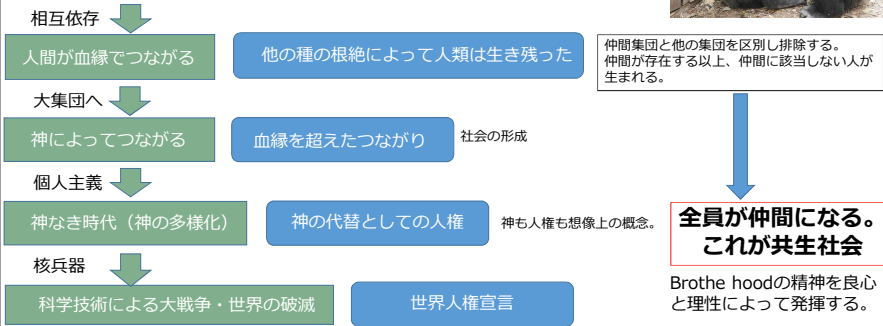 相互依存
人間が血縁でつながる
他の種の根絶によって人類は生き残った
仲間集団と他の集団を区別し排除する。
仲間が存在する以上、仲間に該当しない人が
生まれる。
大集団へ
神によってつながる
血縁を超えたつながり
社会の形成
個人主義
神なき時代（神の多様化）
神の代替としての人権
神も人権も想像上の概念。
全員が仲間になる。
これが共生社会
核兵器
科学技術による大戦争・世界の破滅
世界人権宣言
Brothe hoodの精神を良心
と理性によって発揮する。